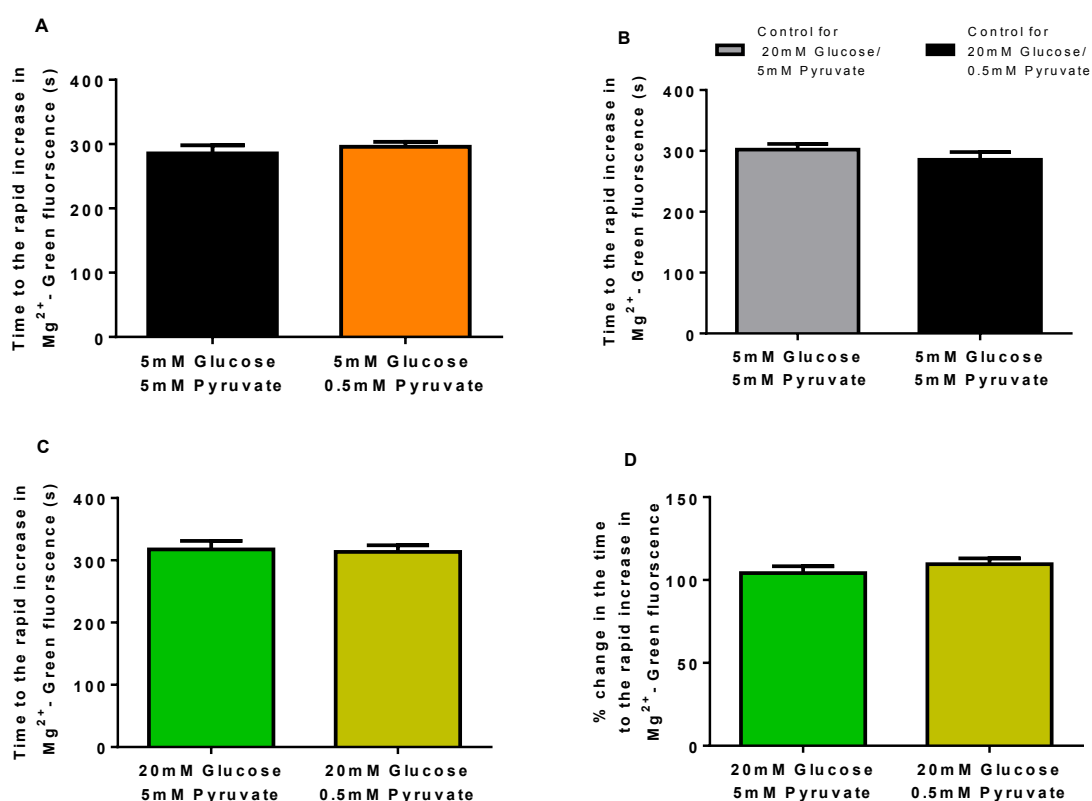 A
Time to the rapid increase in
Mg2+- Green fluorescence (s)
400
300
200
100
0
5mM Glucose
5mM Pyruvate
5mM Glucose
0.5mM Pyruvate
B
Control for
20mM Glucose/
5mM Pyruvate
Control for
20mM Glucose/
0.5mM Pyruvate
Time to the rapid increase in
Mg2+- Green fluorescence (s)
400
300
200
100
0
5mM Glucose
5mM Pyruvate
5mM Glucose
5mM Pyruvate
C
Time to the rapid increase in
Mg2+- Green fluorescence (s)
400
300
200
100
0
20mM Glucose
5mM Pyruvate
20mM Glucose
0.5mM Pyruvate
D
% change in the time
to the rapid increase in
Mg2+- Green fluorescence
150
100
50
0
20mM Glucose
5mM Pyruvate
20mM Glucose
0.5mM Pyruvate